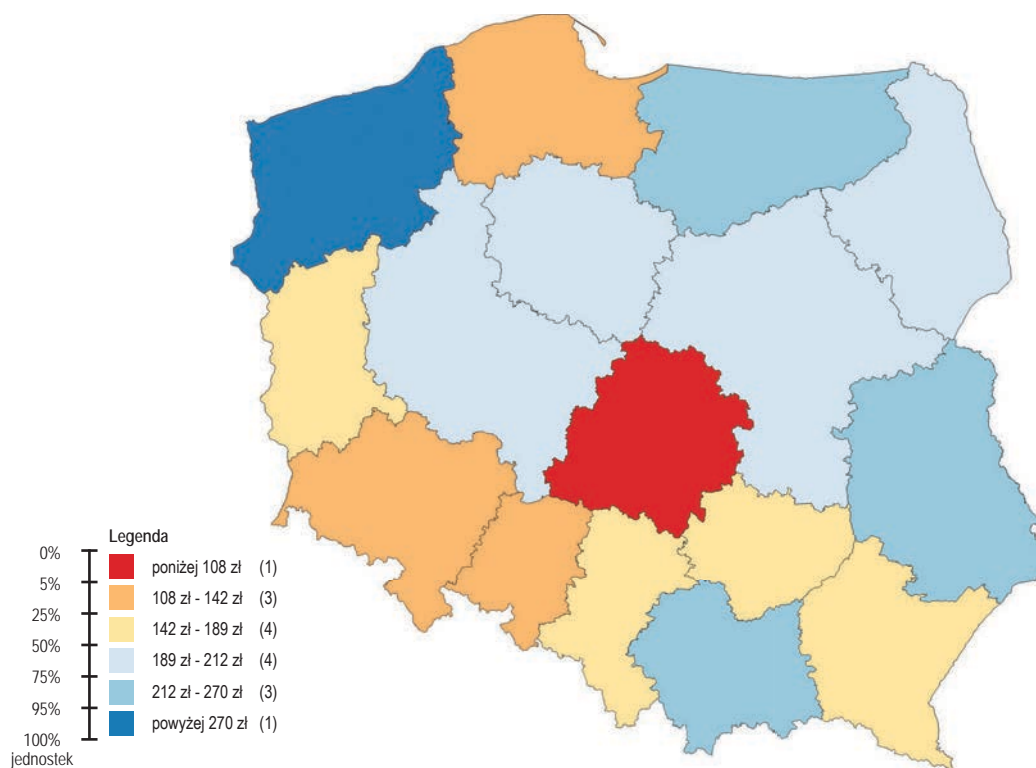 Legenda
0%
poniżej 108 zł (1)
5%
108 zł - 142 zł (3)
25%
142 zł - 189 zł (4)
50%
189 zł - 212 zł (4)
75%
212 zł - 270 zł (3)
95%
powyżej 270 zł (1)
100%
jednostek